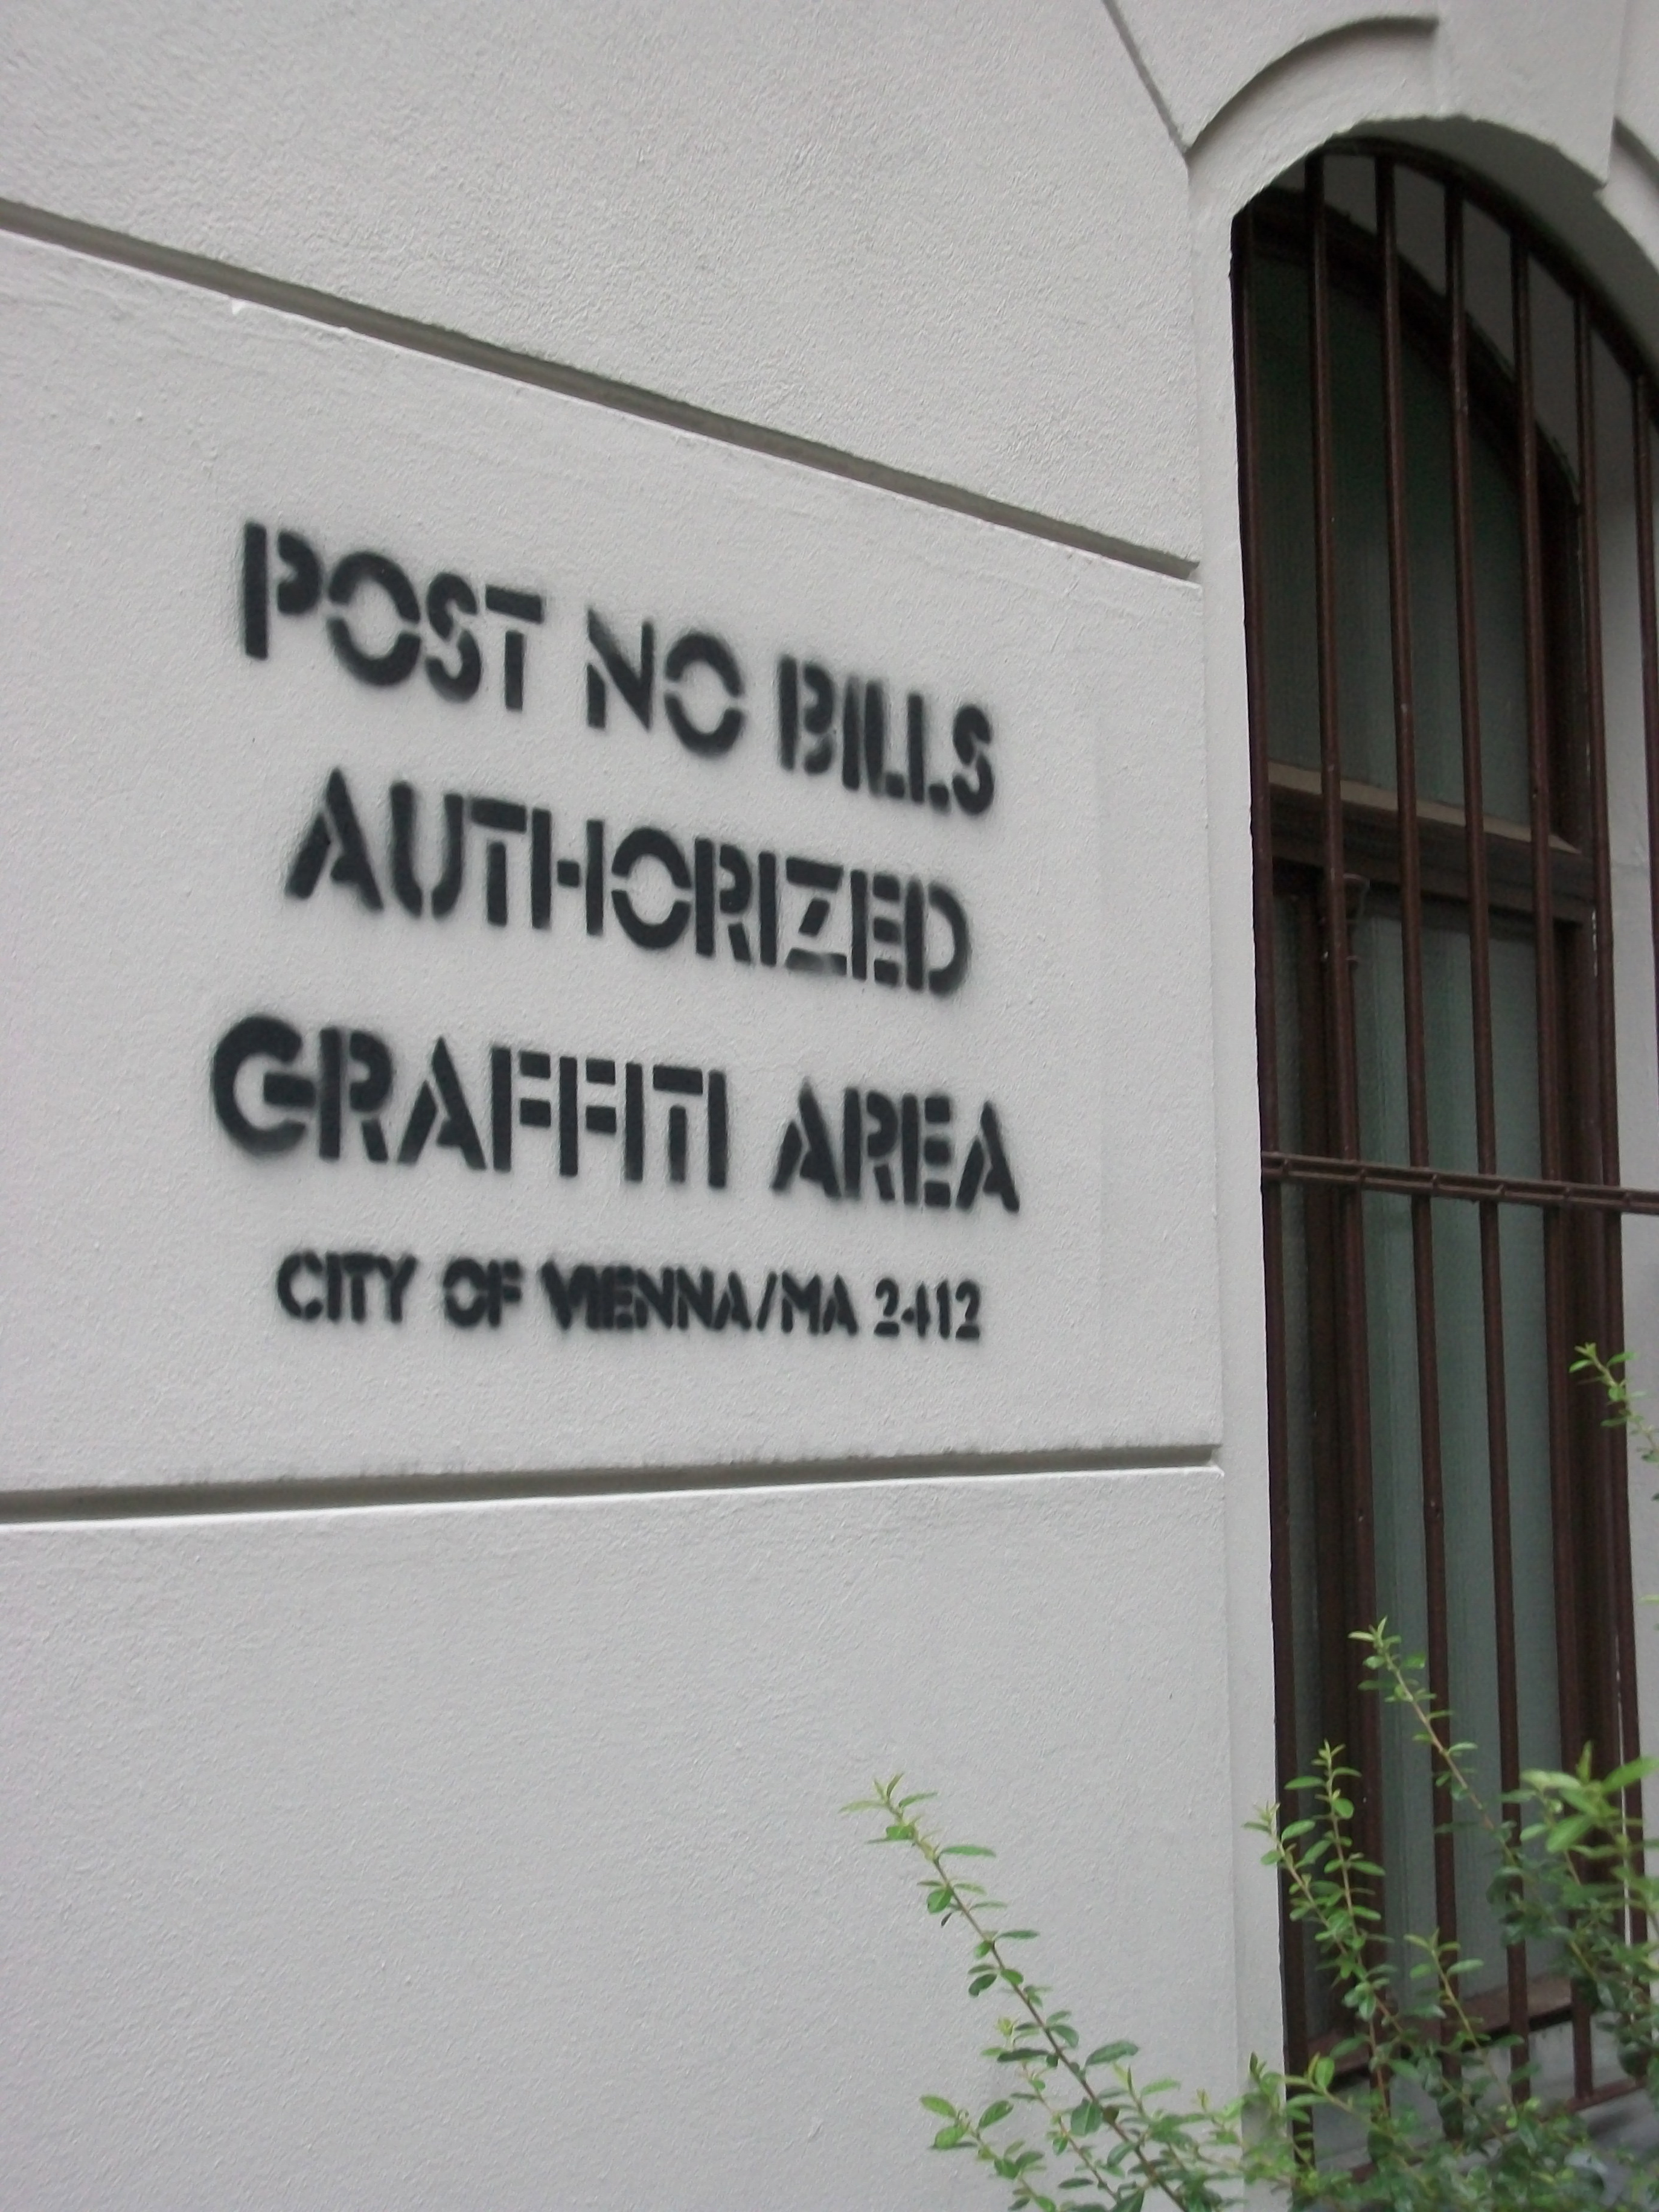 POST NO BILLS
AUTHORIZED
GRAFFITI AREA
CITY OF VIENNA/MA 2412